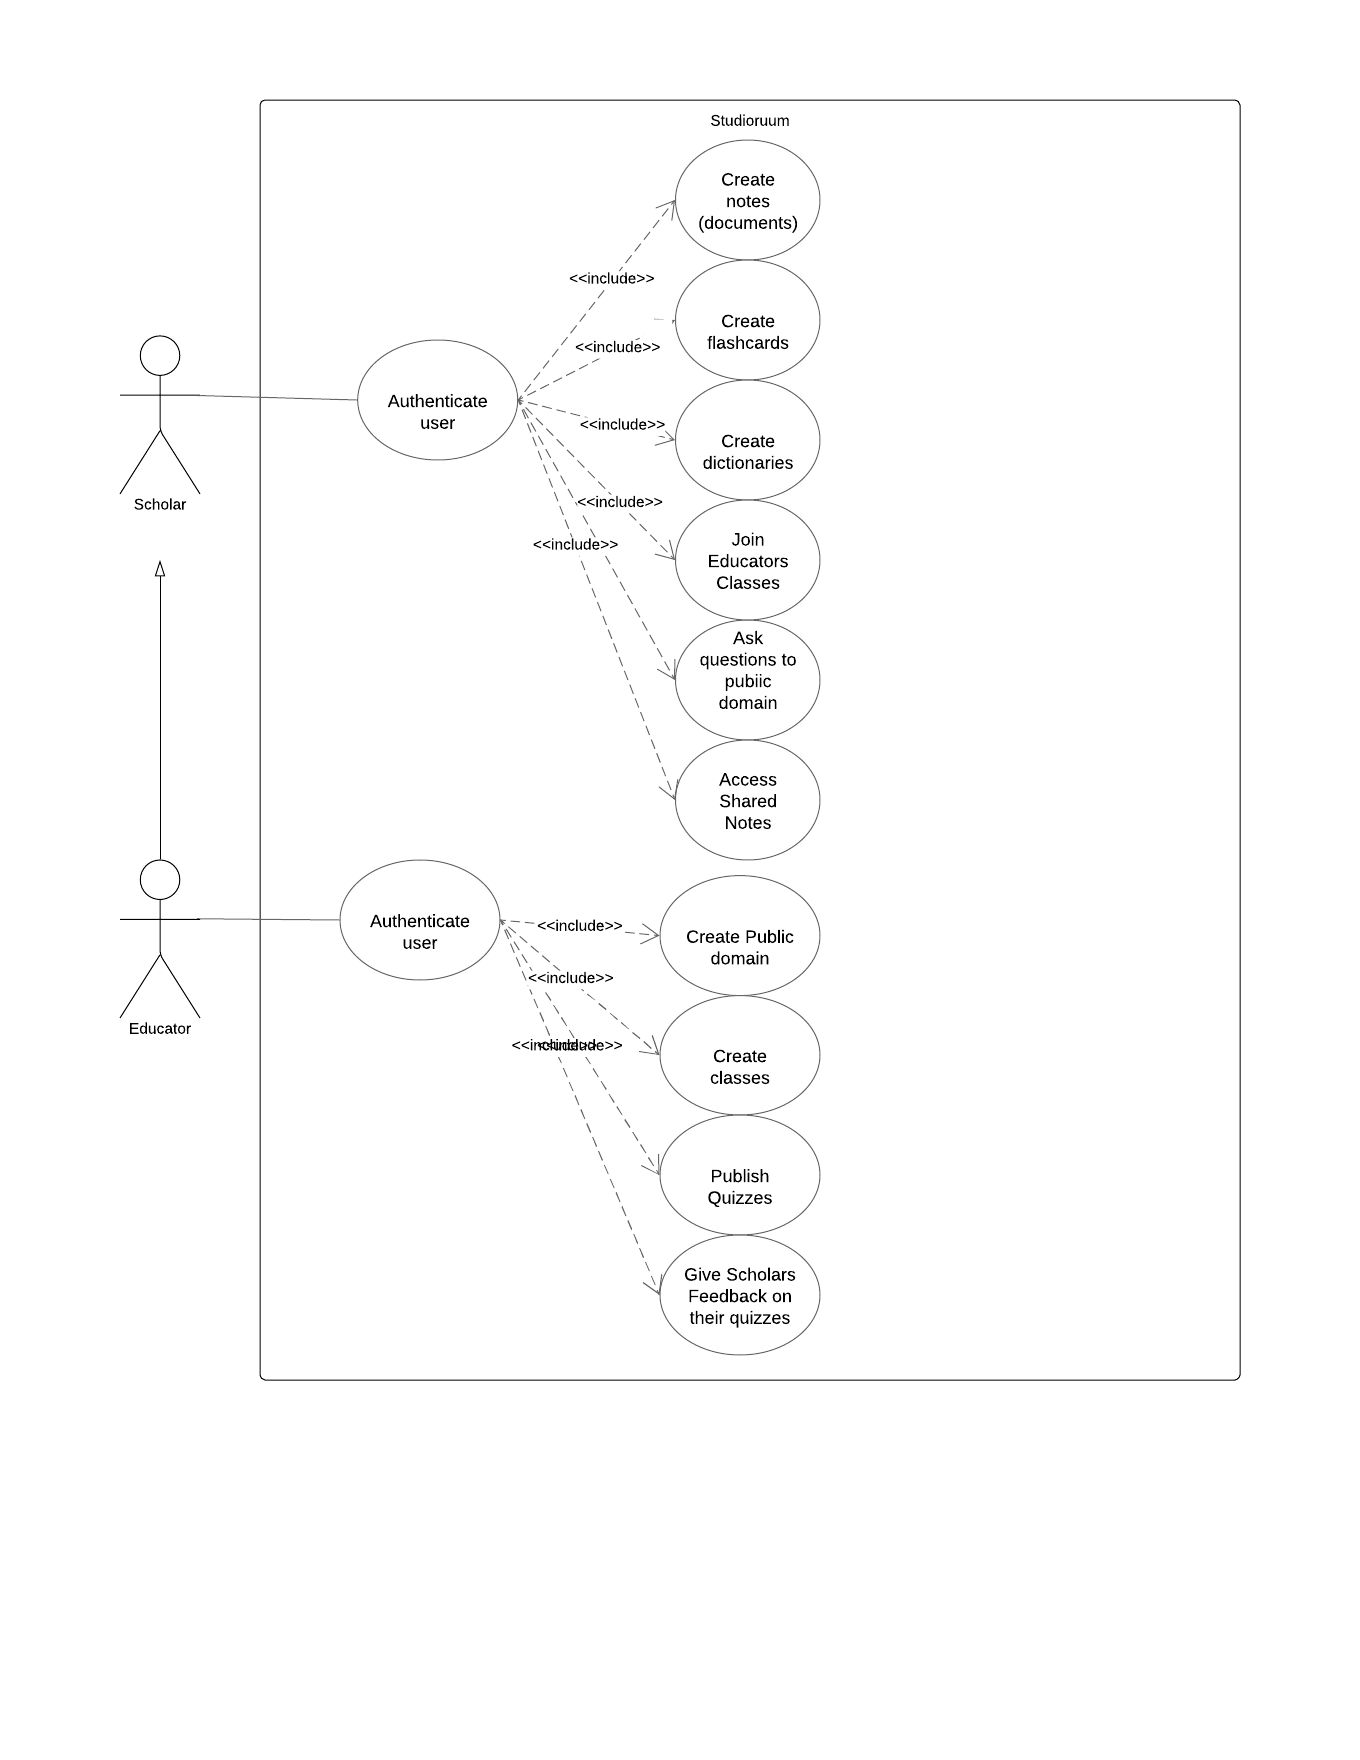 Studioruum
Create
notes
(documents)
<<include>>
Create
flashcards
<<include>>
Authenticate
user
<<include>>
Create
dictionaries
Scholar
<<include>>
<<include>>
Join
Educators
Classes
Ask
questions to
pubiic
domain
Access
Shared
Notes
Authenticate
user
<<include>>
Create Public
domain
<<include>>
Educator
<<include>>
<<include>>
Create
classes
Publish
Quizzes
Give Scholars
Feedback on
their quizzes